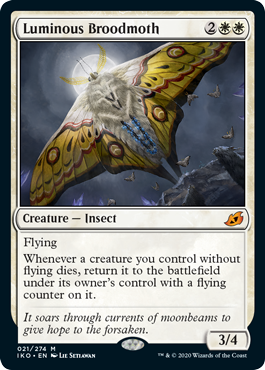 Luminous Broodmoth 2
Creature — Insect
Flying
Whenever a creature you control without
flying dies, return it to the battlefield
under its owner's control with a flying
counter on it.
It soars through currents of moonbeams to
give hope to the forsaken.
3/4
021/274 M
IKO • EN Lie Setiawan
™ & © 2020 Wizards of the Coast